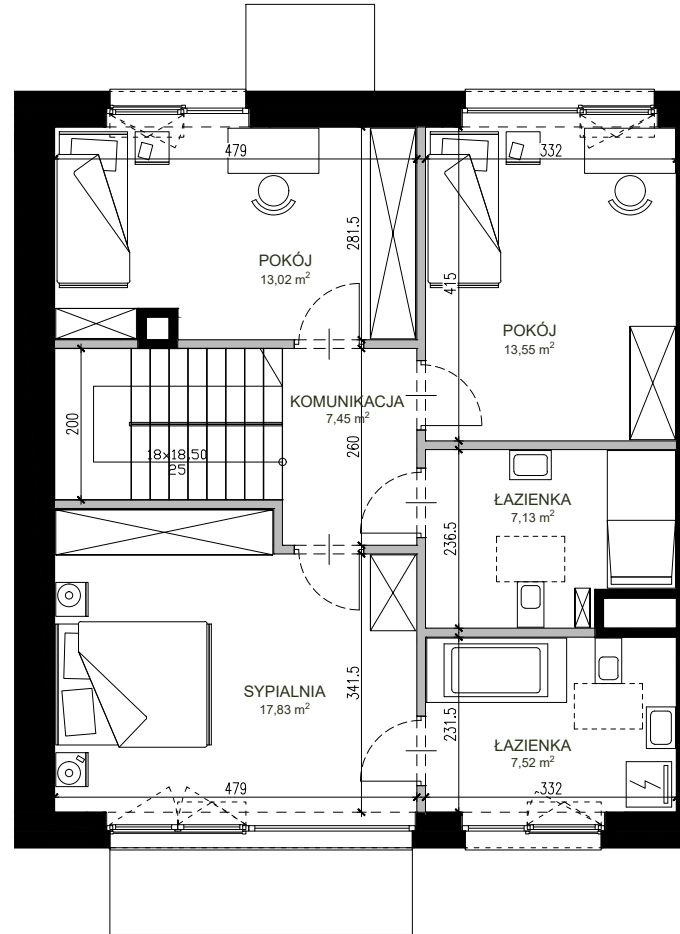 479
332
281.5
POKÓJ
13,02 m²
415
POKÓJ
13,55 m²
KOMUNIKACJA
7,45 m²
200
260
18x18,50
25
ŁAZIENKA
7,13 m²
236.5
SYPIALNIA
17,83 m²
341.5
231.5
ŁAZIENKA
7,52 m²
479
332